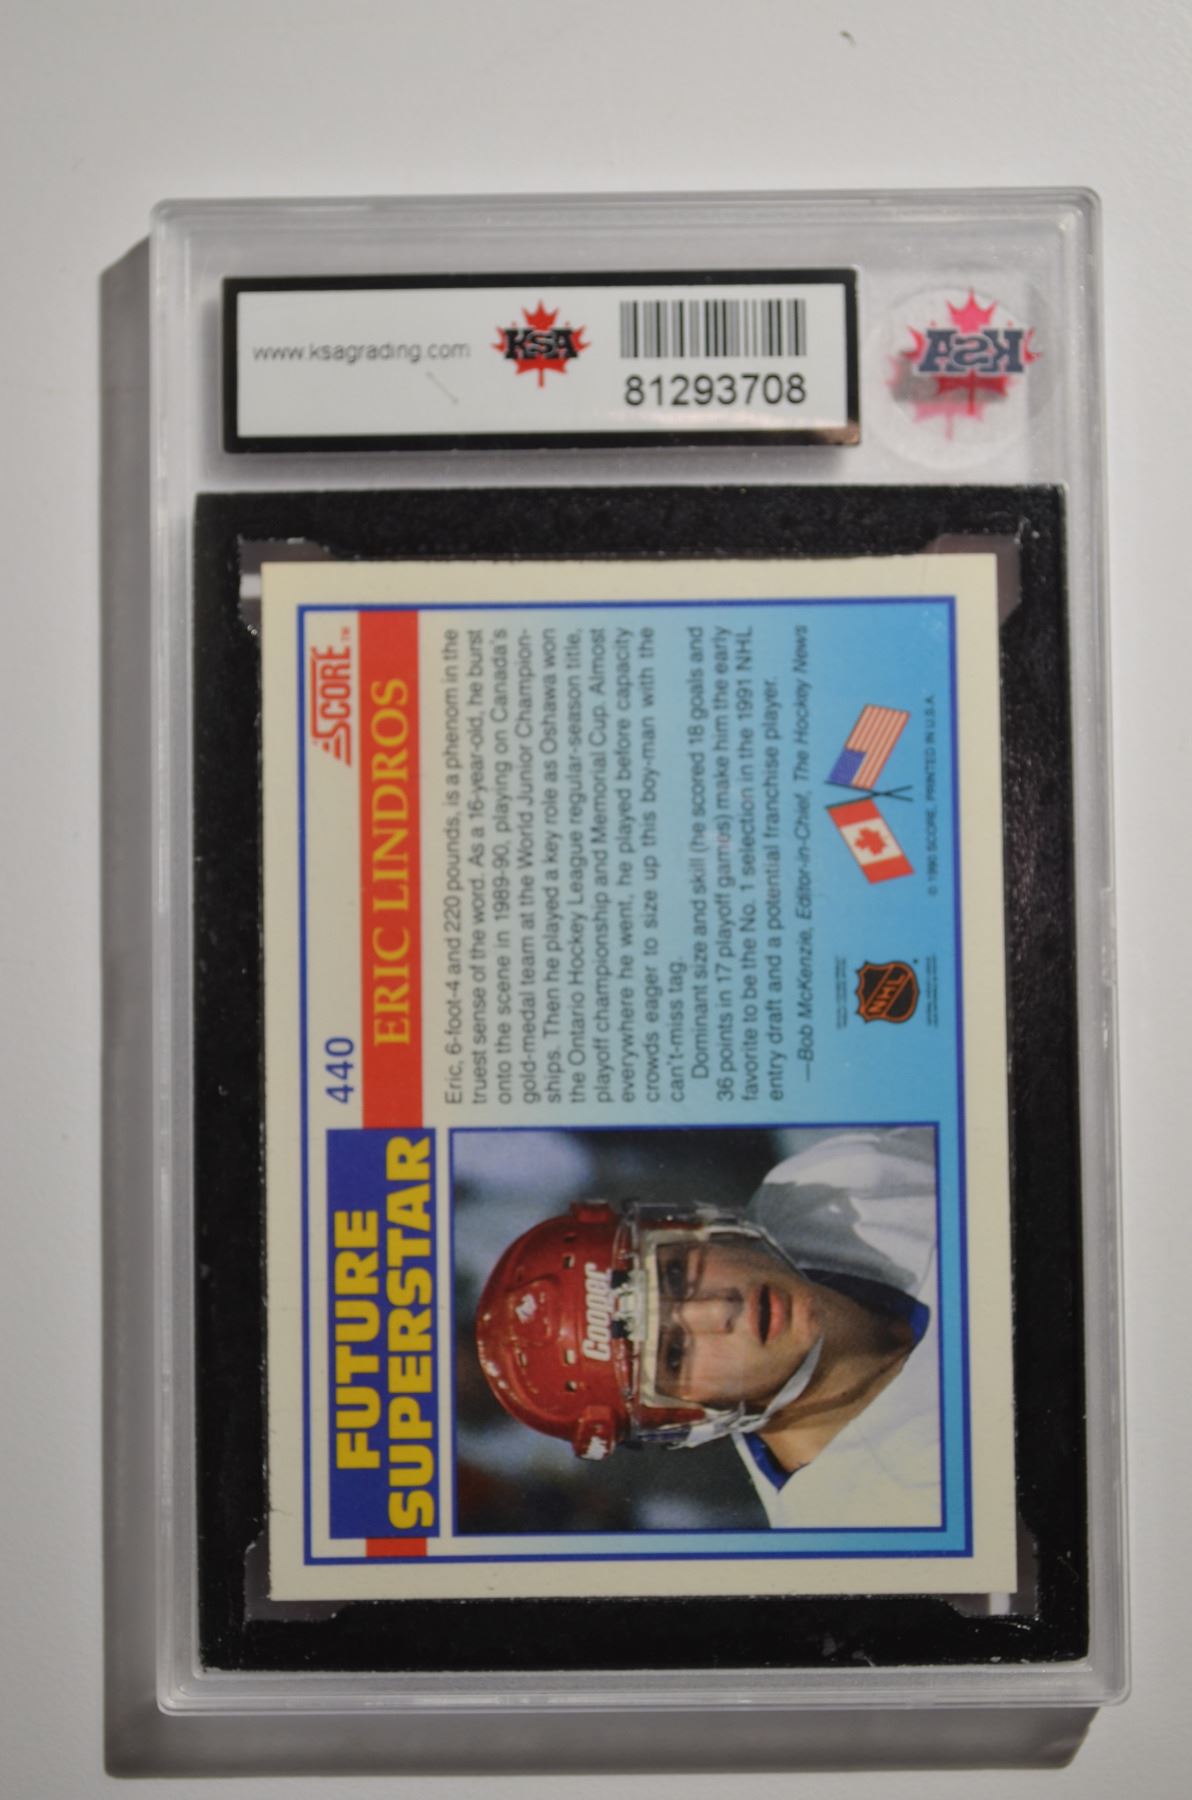 www.ksagrading.com
KSA
81293708
KSA
SCORE™
440
FUTURE
SUPERSTAR
ERIC LINDROS
Eric, 6-foot-4 and 220 pounds, is a phenom in the
truest sense of the word. As a 16-year-old, he burst
onto the scene in 1989-90, playing on Canada's
gold-medal team at the World Junior Champion-
ships. Then he played a key role as Oshawa won
the Ontario Hockey League regular-season title,
playoff championship and Memorial Cup. Almost
everywhere he went, he played before capacity
crowds eager to size up this boy-man with the
can't-miss tag.
Dominant size and skill (he scored 18 goals and
36 points in 17 playoff games) make him the early
favorite to be the No. 1 selection in the 1991 NHL
entry draft and a potential franchise player.
—Bob McKenzie, Editor-in-Chief, The Hockey News
Cooper
NHL
© 1990 SCORE, PRINTED IN U.S.A.